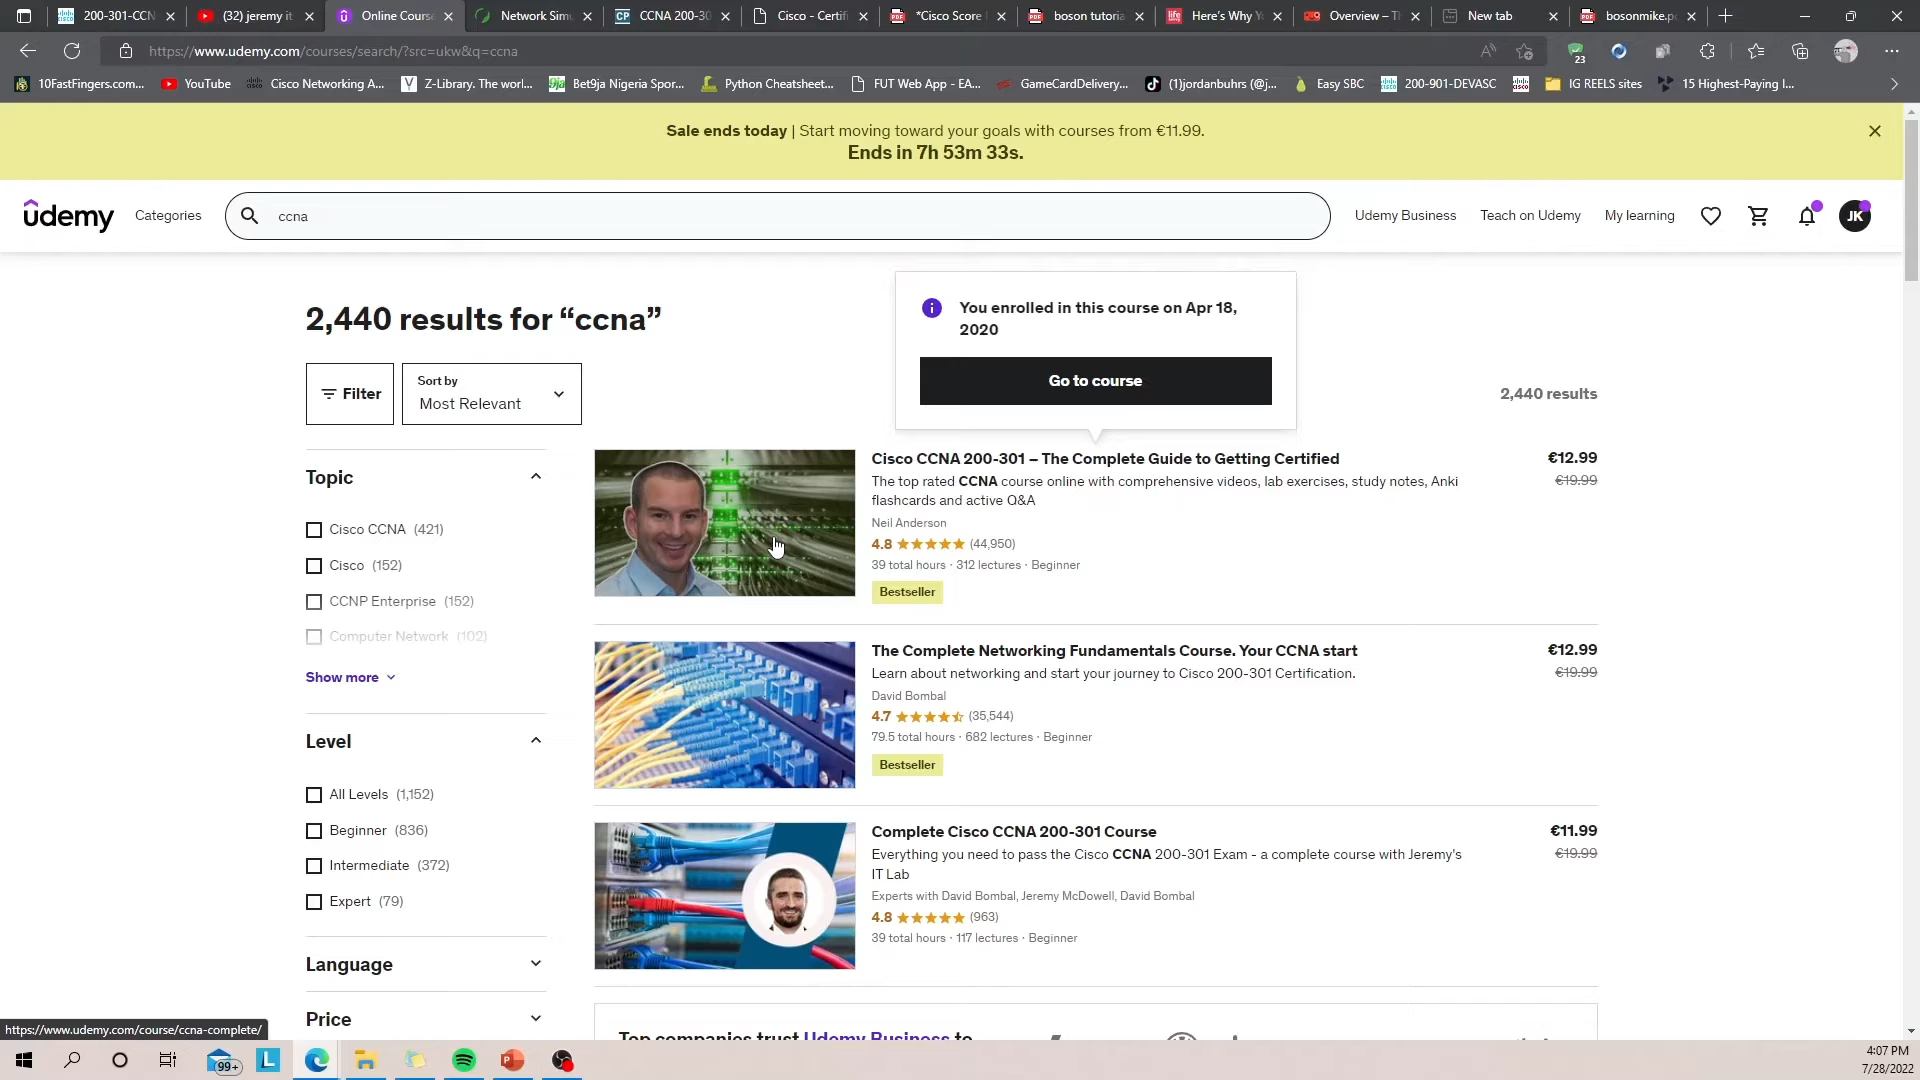 200-301-CCN
(32) jeremy it
Online Course
Network Sim
CCNA 200-30
Cisco - Certifi
*Cisco Score
boson tutoria
Here's Why Y
Overview – T
New tab
bosonmike.p
https://www.udemy.com/courses/search/?src=ukw&q=ccna
23
10FastFingers.com...
YouTube
Cisco Networking A...
Z-Library. The worl...
Bet9ja Nigeria Spor...
Python Cheatsheet...
FUT Web App - EA...
GameCardDelivery...
(1)jordanbuhrs (@j...
Easy SBC
200-901-DEVASC
IG REELS sites
15 Highest-Paying I...
Sale ends today | Start moving toward your goals with courses from €11.99.
Ends in 7h 53m 33s.
ûdemy
Categories
ccna
Udemy Business
Teach on Udemy
My learning
JK
2,440 results for “ccna”
You enrolled in this course on Apr 18,
2020
Go to course
Filter
Sort by
Most Relevant
2,440 results
Topic
Cisco CCNA (421)
Cisco (152)
CCNP Enterprise (152)
Computer Network (102)
Show more
Level
All Levels (1,152)
Beginner (836)
Intermediate (372)
Expert (79)
Language
Price
Cisco CCNA 200-301 – The Complete Guide to Getting Certified
€12.99
The top rated CCNA course online with comprehensive videos, lab exercises, study notes, Anki
€19.99
flashcards and active Q&A
Neil Anderson
4.8 (44,950)
39 total hours · 312 lectures · Beginner
Bestseller
The Complete Networking Fundamentals Course. Your CCNA start
€12.99
Learn about networking and start your journey to Cisco 200-301 Certification.
€19.99
David Bombal
4.7 (35,544)
79.5 total hours · 682 lectures · Beginner
Bestseller
Complete Cisco CCNA 200-301 Course
€11.99
Everything you need to pass the Cisco CCNA 200-301 Exam - a complete course with Jeremy's
€19.99
IT Lab
Experts with David Bombal, Jeremy McDowell, David Bombal
4.8 (963)
39 total hours · 117 lectures · Beginner
Top companies trust Udemy Business to
https://www.udemy.com/course/ccna-complete/
99+
L
4:07 PM
7/28/2022